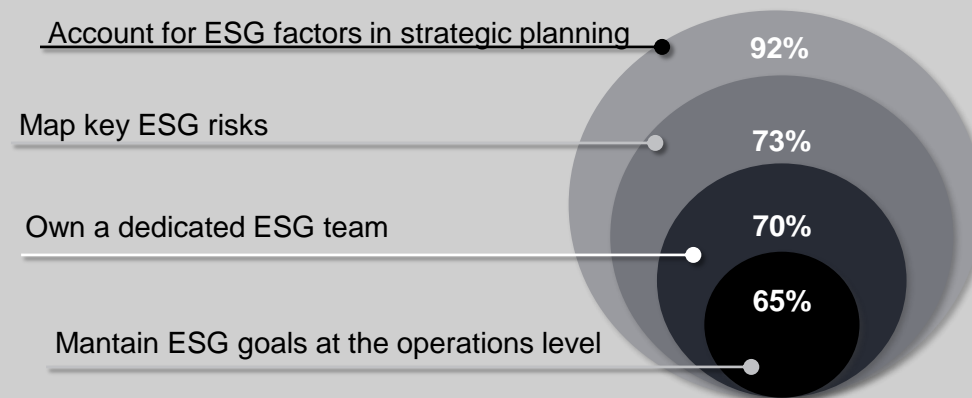 Account for ESG factors in strategic planning
92%
Map key ESG risks
73%
Own a dedicated ESG team
70%
65%
Mantain ESG goals at the operations level